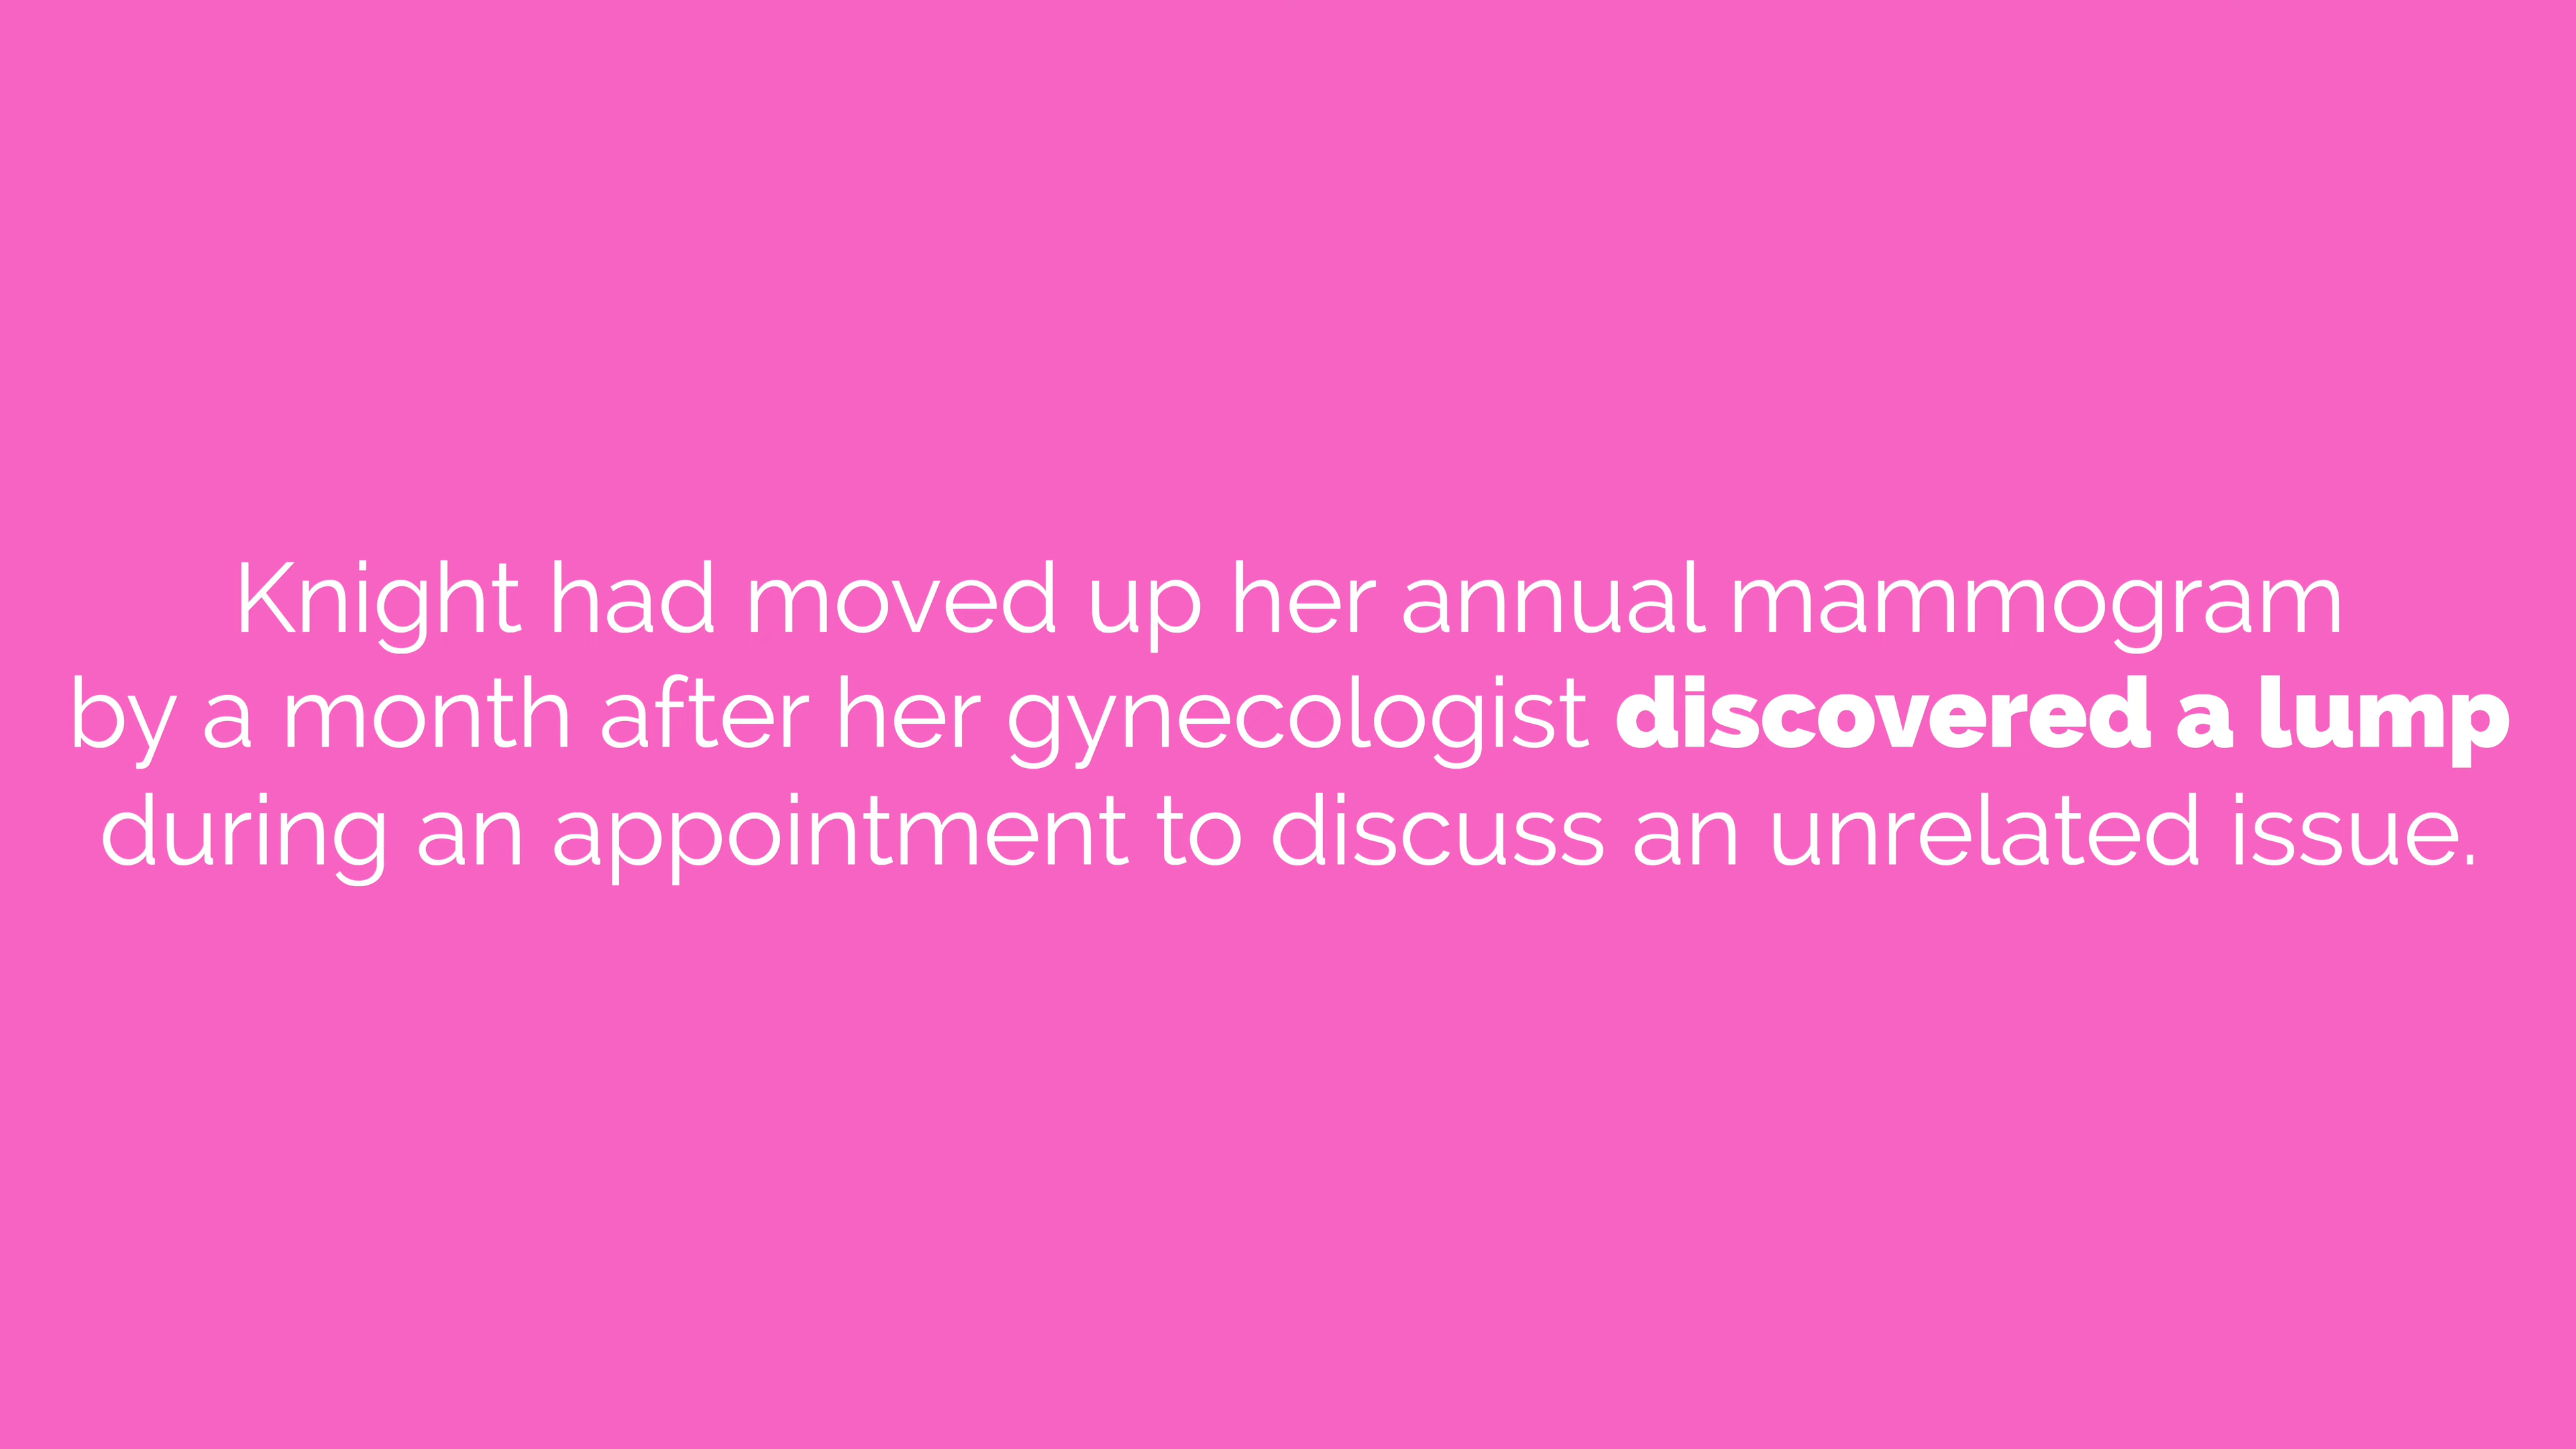 Knight had moved up her annual mammogram
by a month after her gynecologist discovered a lump
during an appointment to discuss an unrelated issue.